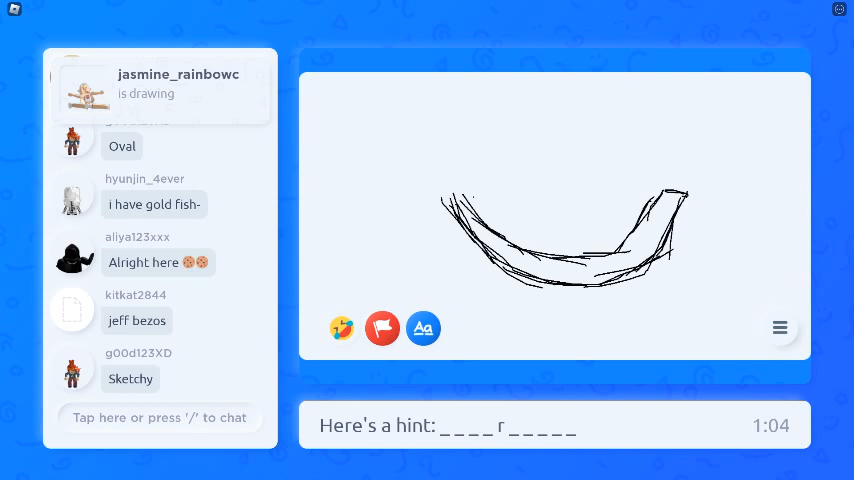 jasmine_rainbowc
is drawing
Oval
hyunjin_4ever
i have gold fish-
aliya123xxx
Alright here 🍪🍪
kitkat2844
jeff bezos
g00d123XD
Sketchy
Tap here or press '/' to chat
Aa
Here's a hint: _ _ _ _ r _ _ _ _ _
1:04